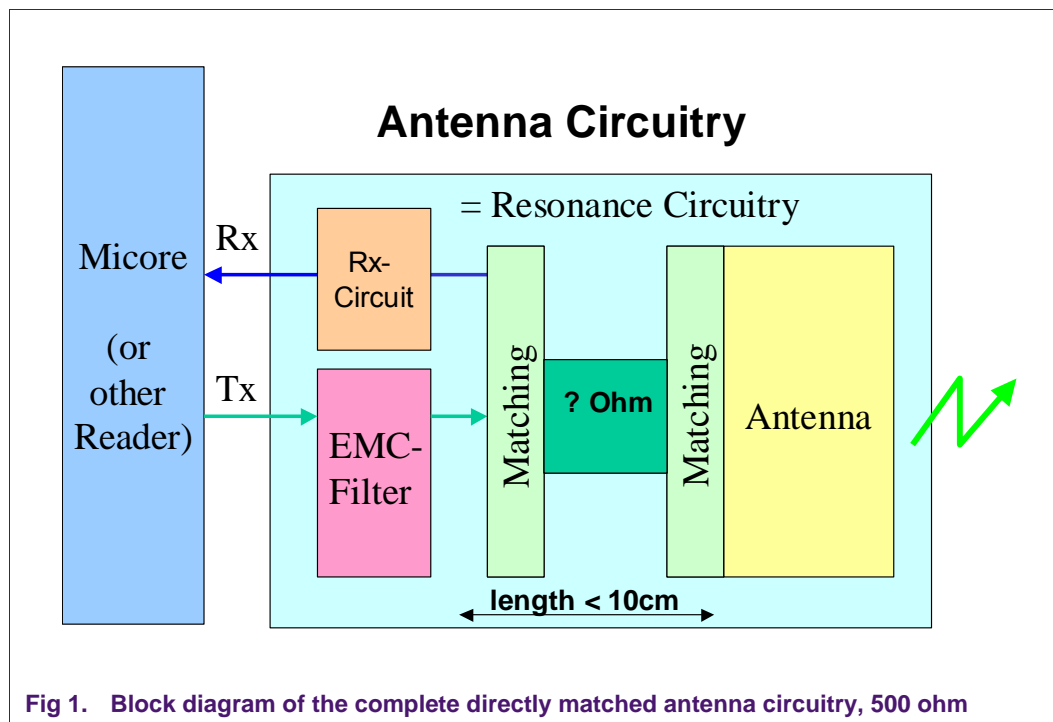 Antenna Circuitry
= Resonance Circuitry
Micore
(or
other
Reader)
Rx
Tx
Rx-
Circuit
EMC-
Filter
Matching
? Ohm
Matching
Antenna
length < 10cm
Fig 1. Block diagram of the complete directly matched antenna circuitry, 500 ohm